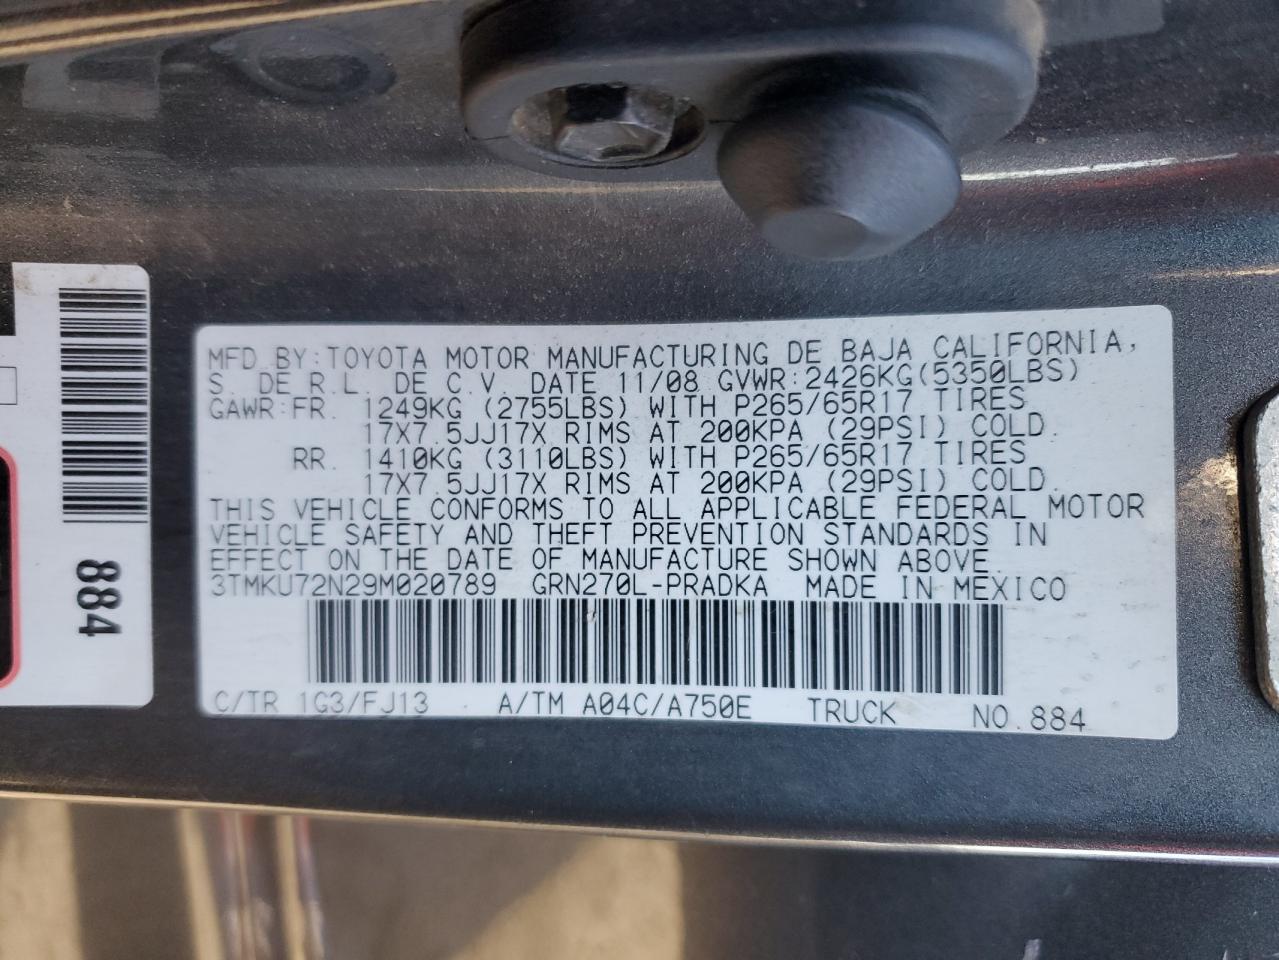 MFD.BY:TOYOTA MOTOR MANUFACTURING DE BAJA CALIFORNIA,
S. DE R.L. DE C.V. DATE 11/08 GVWR:2426KG(5350LBS)
GAWR:FR. 1249KG (2755LBS) WITH P265/65R17 TIRES
17X7.5JJ17X RIMS AT 200KPA (29PSI) COLD.
RR. 1410KG (3110LBS) WITH P265/65R17 TIRES
17X7.5JJ17X RIMS AT 200KPA (29PSI) COLD.
THIS VEHICLE CONFORMS TO ALL APPLICABLE FEDERAL MOTOR
VEHICLE SAFETY AND THEFT PREVENTION STANDARDS IN
EFFECT ON THE DATE OF MANUFACTURE SHOWN ABOVE.
3TMKU72N29M020789 GRN270L-PRADKA MADE IN MEXICO
C/TR 1G3/FJ13 A/TM A04C/A750E TRUCK NO.884
884